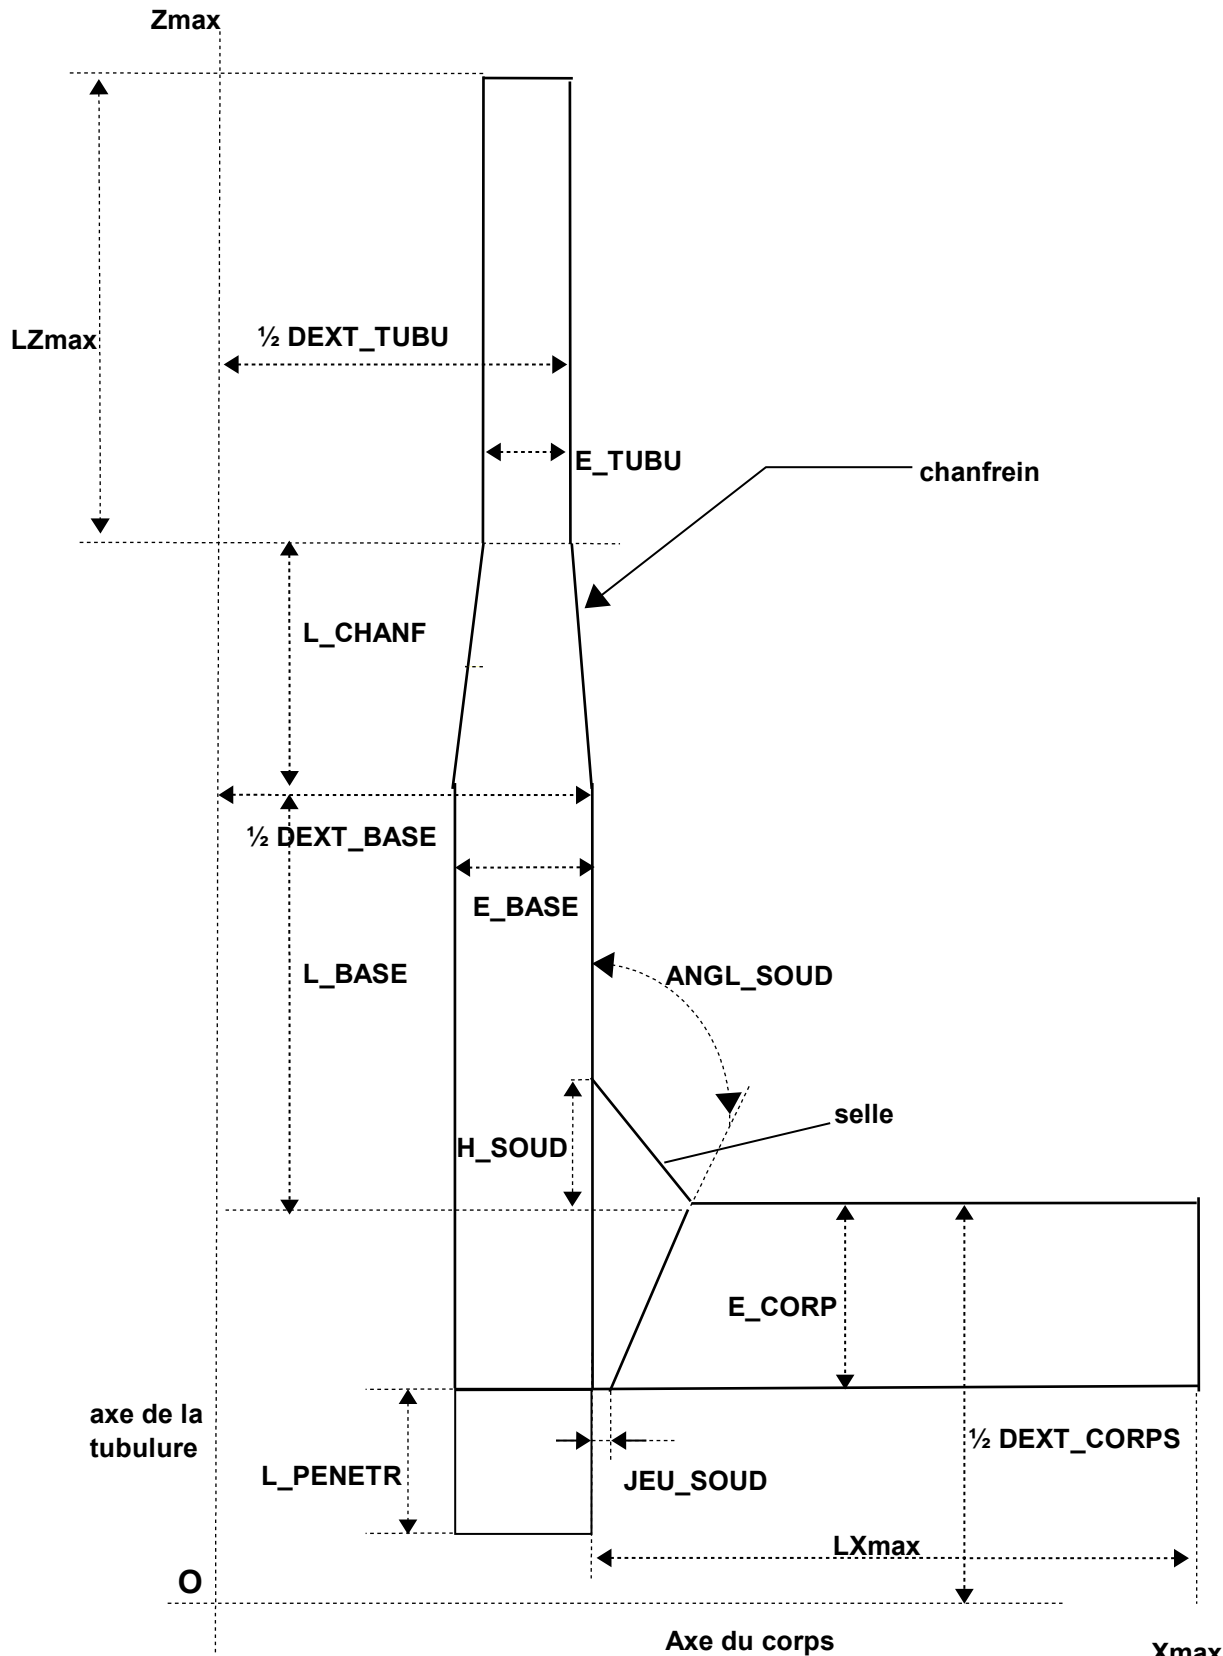 Zmax
½ DEXT_TUBU
LZmax
E_TUBU
chanfrein
L_CHANF
½ DEXT_BASE
E_BASE
L_BASE
ANGL_SOUD
selle
H_SOUD
E_CORP
axe de la
tubulure
½ DEXT_CORPS
L_PENETR
JEU_SOUD
LXmax
O
Axe du corps
Xmax